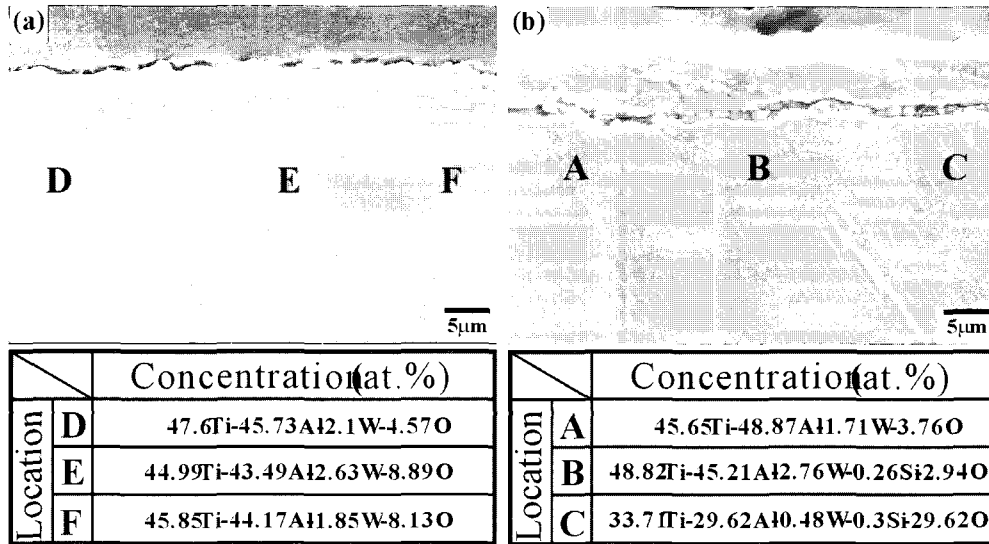 (a)
D E F
5μm
Concentration(at.%)
Location
D 47.6Ti-45.73Al-2.1W-4.57O
E 44.99Ti-43.49Al-2.63W-8.89O
F 45.85Ti-44.17Al-1.85W-8.13O
(b)
A B C
5μm
Concentration(at.%)
Location
A 45.65Ti-48.87Al-1.71W-3.76O
B 48.82Ti-45.21Al-2.76W-0.26Si-2.94O
C 33.71Ti-29.62Al-0.48W-0.3Si-29.62O